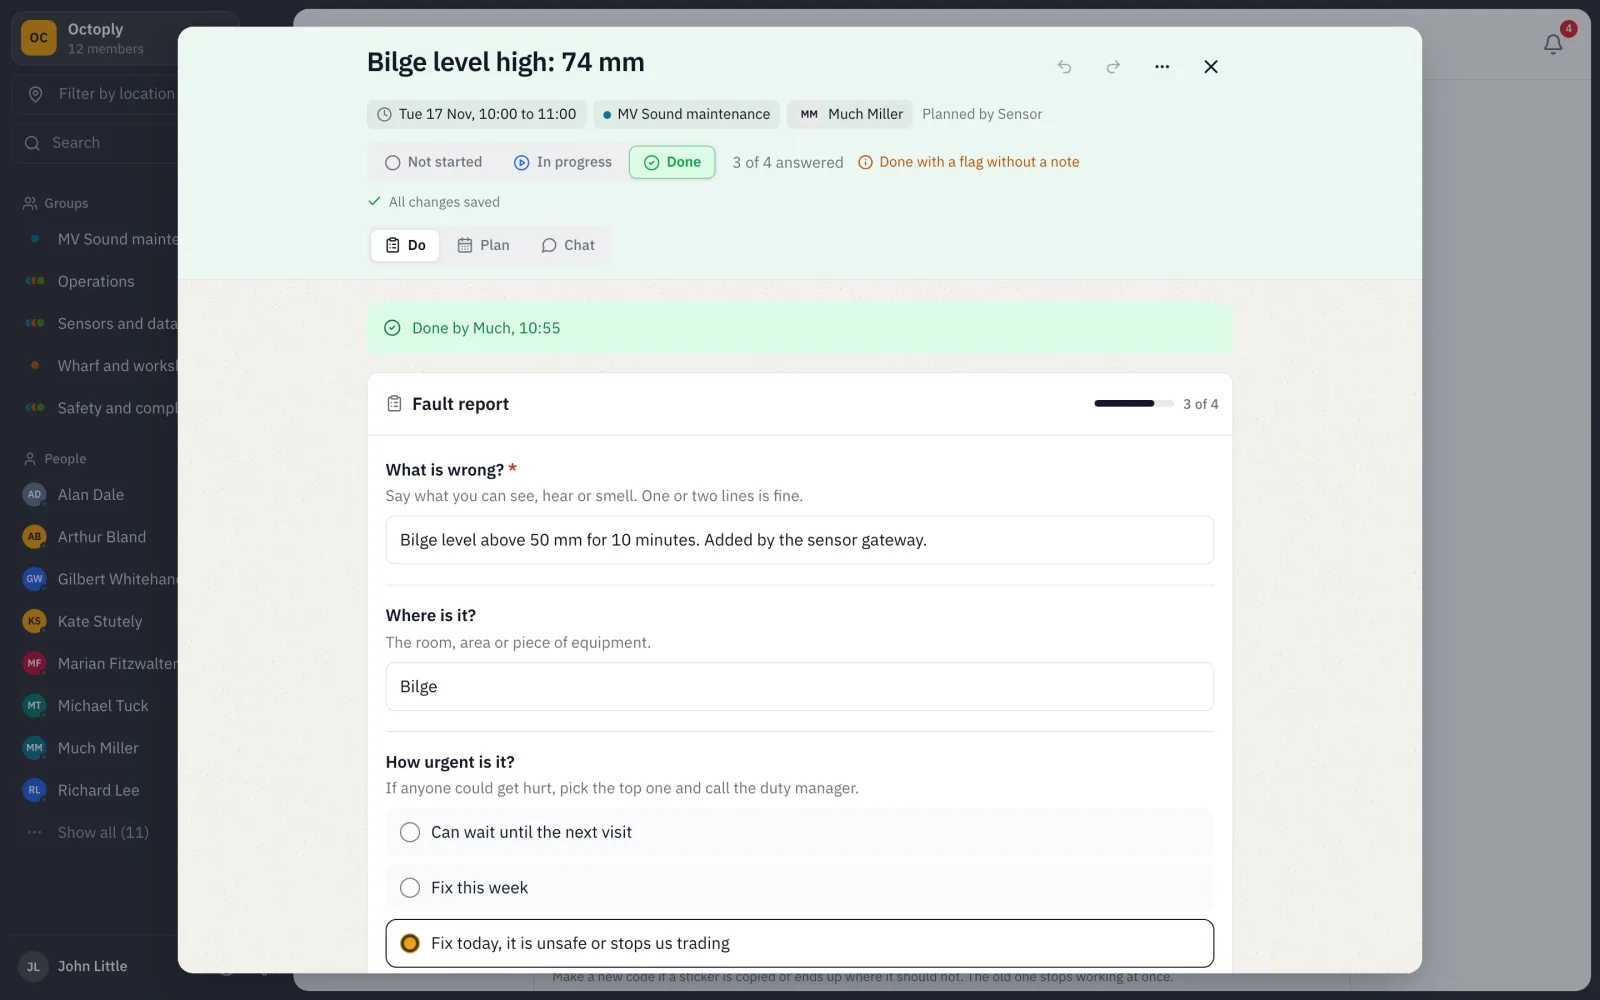 OC
Octoply
12 members
Filter by location
Search
Groups
MV Sound mainte
Operations
Sensors and data
Wharf and worksh
Safety and compl
People
AD Alan Dale
AB Arthur Bland
GW Gilbert Whitehand
KS Kate Stutely
MF Marian Fitzwalter
MT Michael Tuck
MM Much Miller
RL Richard Lee
Show all (11)
JL John Little
4
Bilge level high: 74 mm
Tue 17 Nov, 10:00 to 11:00
MV Sound maintenance
MM Much Miller
Planned by Sensor
Not started
In progress
Done
3 of 4 answered
Done with a flag without a note
All changes saved
Do
Plan
Chat
Done by Much, 10:55
Fault report
3 of 4
What is wrong? *
Say what you can see, hear or smell. One or two lines is fine.
Bilge level above 50 mm for 10 minutes. Added by the sensor gateway.
Where is it?
The room, area or piece of equipment.
Bilge
How urgent is it?
If anyone could get hurt, pick the top one and call the duty manager.
Can wait until the next visit
Fix this week
Fix today, it is unsafe or stops us trading
Make a new code if a sticker is copied or ends up where it should not. The old one stops working at once.